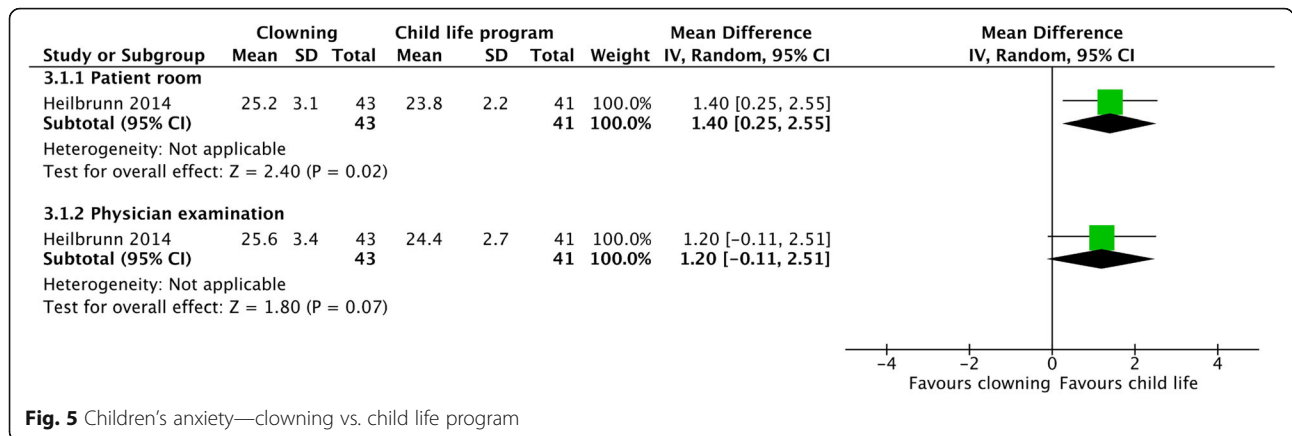 Clowning Child life program Mean Difference Mean Difference
Study or Subgroup Mean SD Total Mean SD Total Weight IV, Random, 95% CI IV, Random, 95% CI
3.1.1 Patient room
Heilbrunn 2014 25.2 3.1 43 23.8 2.2 41 100.0% 1.40 [0.25, 2.55]
Subtotal (95% CI) 43 41 100.0% 1.40 [0.25, 2.55]
Heterogeneity: Not applicable
Test for overall effect: Z = 2.40 (P = 0.02)
3.1.2 Physician examination
Heilbrunn 2014 25.6 3.4 43 24.4 2.7 41 100.0% 1.20 [−0.11, 2.51]
Subtotal (95% CI) 43 41 100.0% 1.20 [−0.11, 2.51]
Heterogeneity: Not applicable
Test for overall effect: Z = 1.80 (P = 0.07)
−4 −2 0 2 4
Favours clowning Favours child life
Fig. 5 Children’s anxiety—clowning vs. child life program